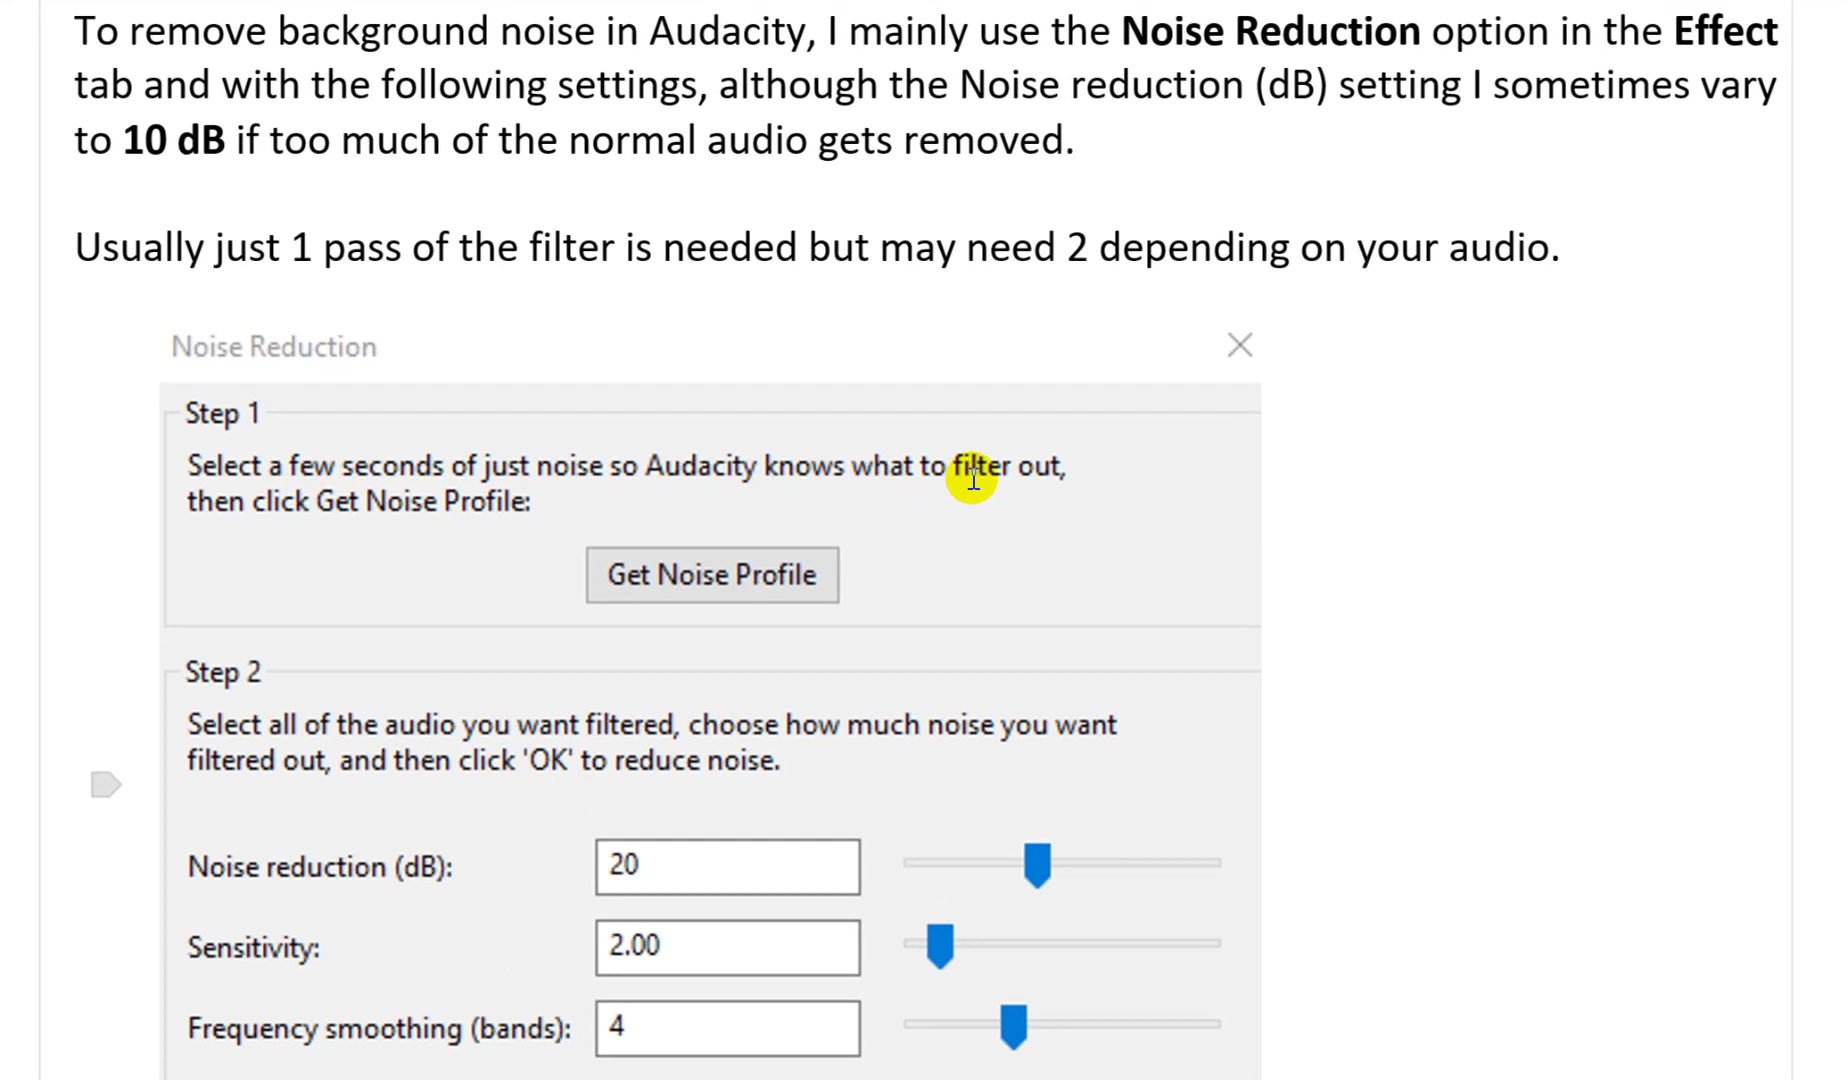 To remove background noise in Audacity, I mainly use the Noise Reduction option in the Effect
tab and with the following settings, although the Noise reduction (dB) setting I sometimes vary
to 10 dB if too much of the normal audio gets removed.
Usually just 1 pass of the filter is needed but may need 2 depending on your audio.
Noise Reduction
Step 1
Select a few seconds of just noise so Audacity knows what to filter out,
then click Get Noise Profile:
Get Noise Profile
Step 2
Select all of the audio you want filtered, choose how much noise you want
filtered out, and then click 'OK' to reduce noise.
Noise reduction (dB): 20
Sensitivity: 2.00
Frequency smoothing (bands): 4